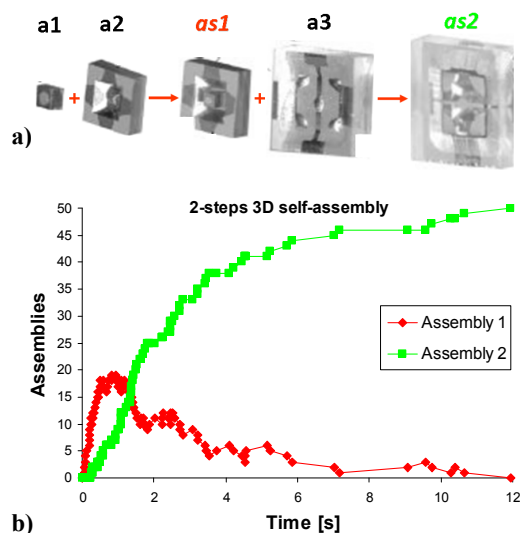 a1 a2 as1 a3 as2
+ → + →
a)
2-steps 3D self-assembly
Assemblies
50
45
40
35
30
25
20
15
10
5
0
Assembly 1
Assembly 2
0 2 4 6 8 10 12
Time [s]
b)